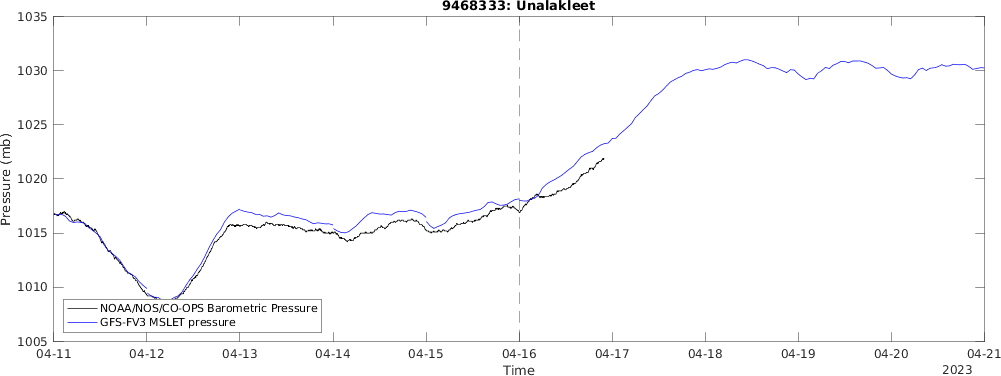 9468333: Unalakleet
Pressure (mb)
1035
1030
1025
1020
1015
1010
1005
NOAA/NOS/CO-OPS Barometric Pressure
GFS-FV3 MSLET pressure
04-11 04-12 04-13 04-14 04-15 04-16 04-17 04-18 04-19 04-20 04-21
Time
2023